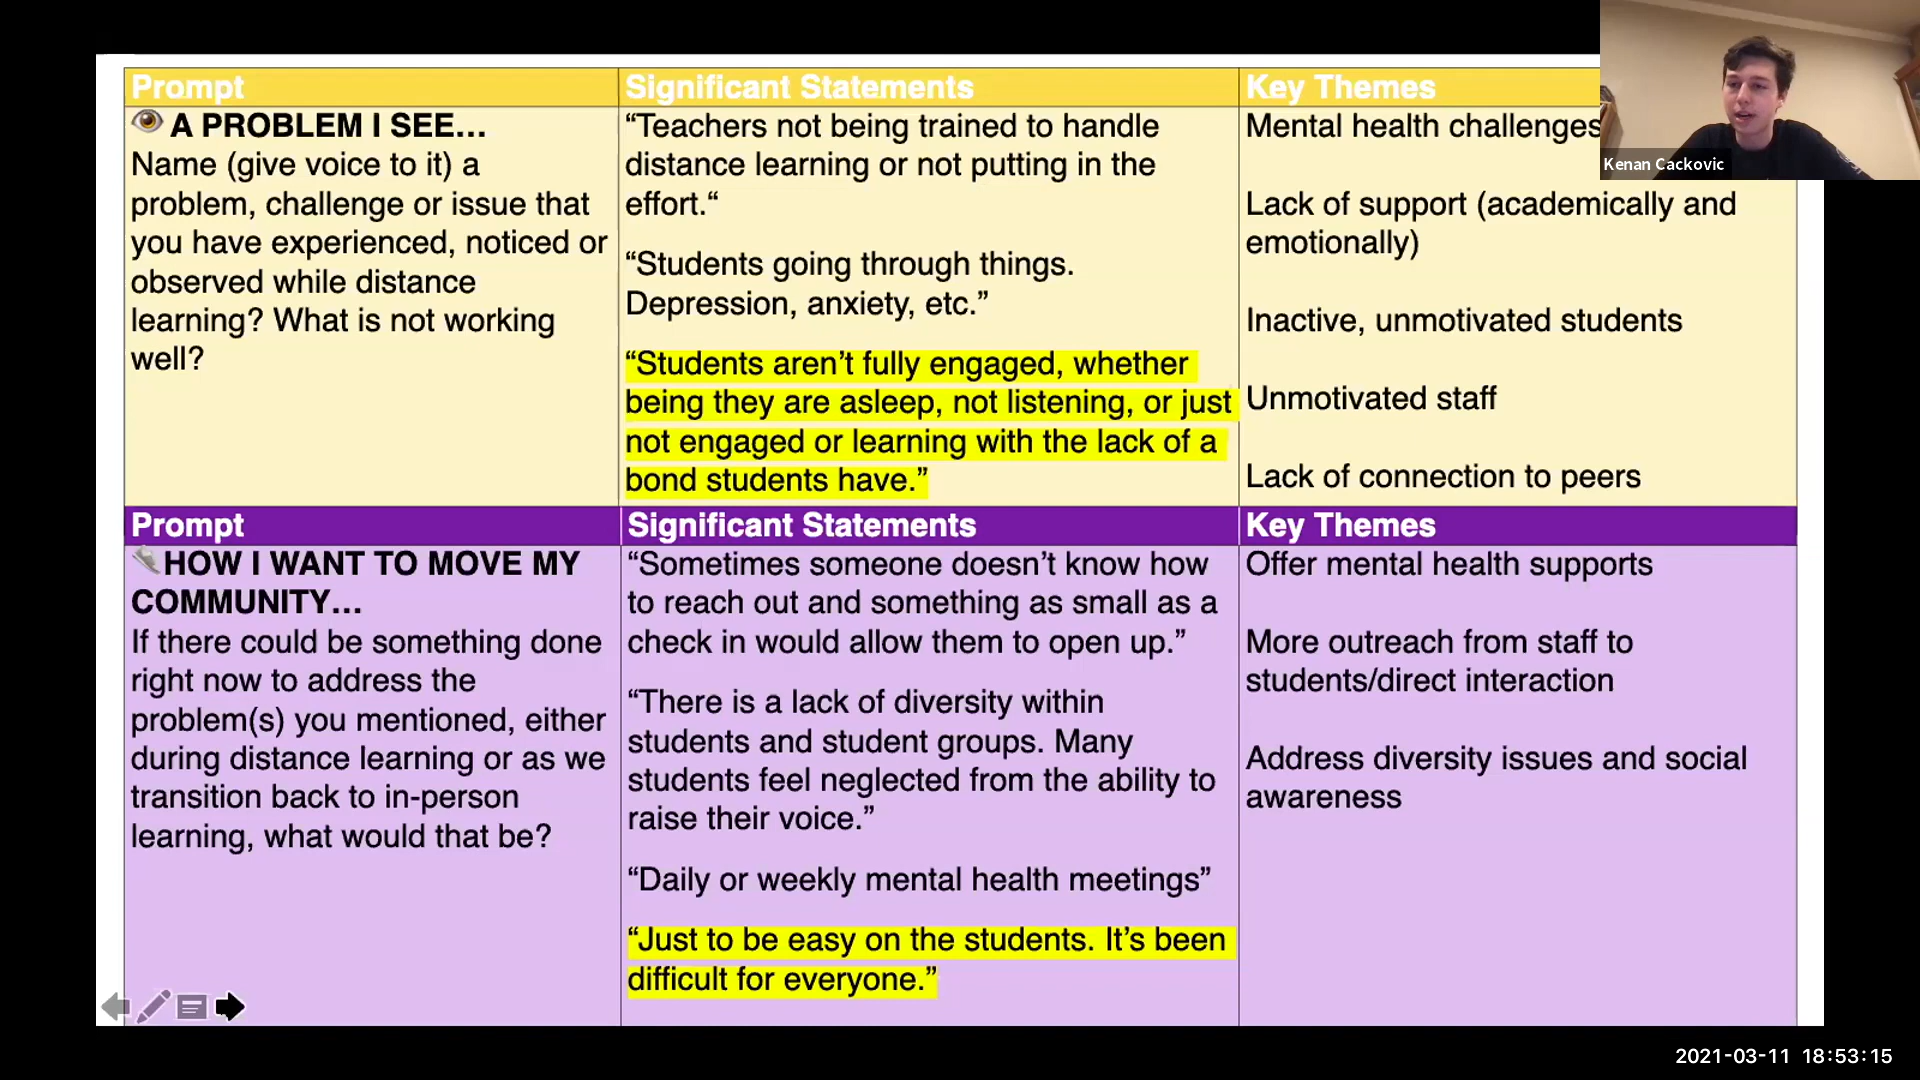 Prompt
👁 A PROBLEM I SEE…
Name (give voice to it) a
problem, challenge or issue that
you have experienced, noticed or
observed while distance
learning? What is not working
well?
Significant Statements
“Teachers not being trained to handle
distance learning or not putting in the
effort.“
“Students going through things.
Depression, anxiety, etc.”
“Students aren’t fully engaged, whether
being they are asleep, not listening, or just
not engaged or learning with the lack of a
bond students have.”
Key Themes
Mental health challenges
Lack of support (academically and
emotionally)
Inactive, unmotivated students
Unmotivated staff
Lack of connection to peers
Prompt
HOW I WANT TO MOVE MY
COMMUNITY…
If there could be something done
right now to address the
problem(s) you mentioned, either
during distance learning or as we
transition back to in-person
learning, what would that be?
Significant Statements
“Sometimes someone doesn’t know how
to reach out and something as small as a
check in would allow them to open up.”
“There is a lack of diversity within
students and student groups. Many
students feel neglected from the ability to
raise their voice.”
“Daily or weekly mental health meetings”
“Just to be easy on the students. It’s been
difficult for everyone.”
Key Themes
Offer mental health supports
More outreach from staff to
students/direct interaction
Address diversity issues and social
awareness
Kenan Cackovic
2021-03-11 18:53:15